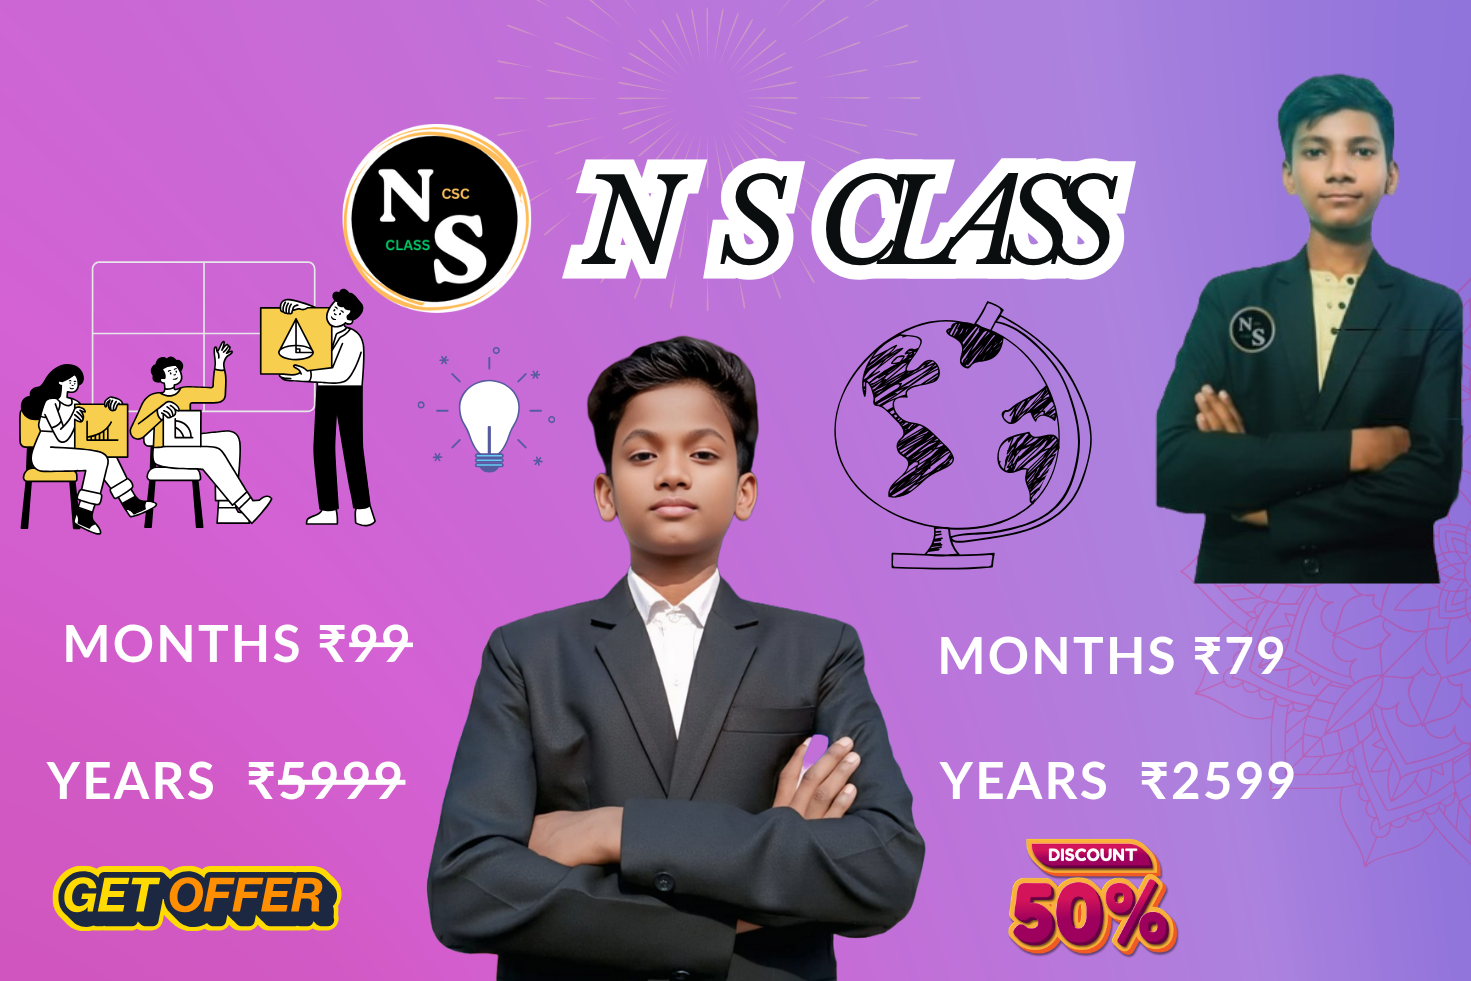 N CSC
CLASS S
N S CLASS
N
S
MONTHS ₹99
MONTHS ₹79
YEARS ₹5999
YEARS ₹2599
GET OFFER
DISCOUNT
50%